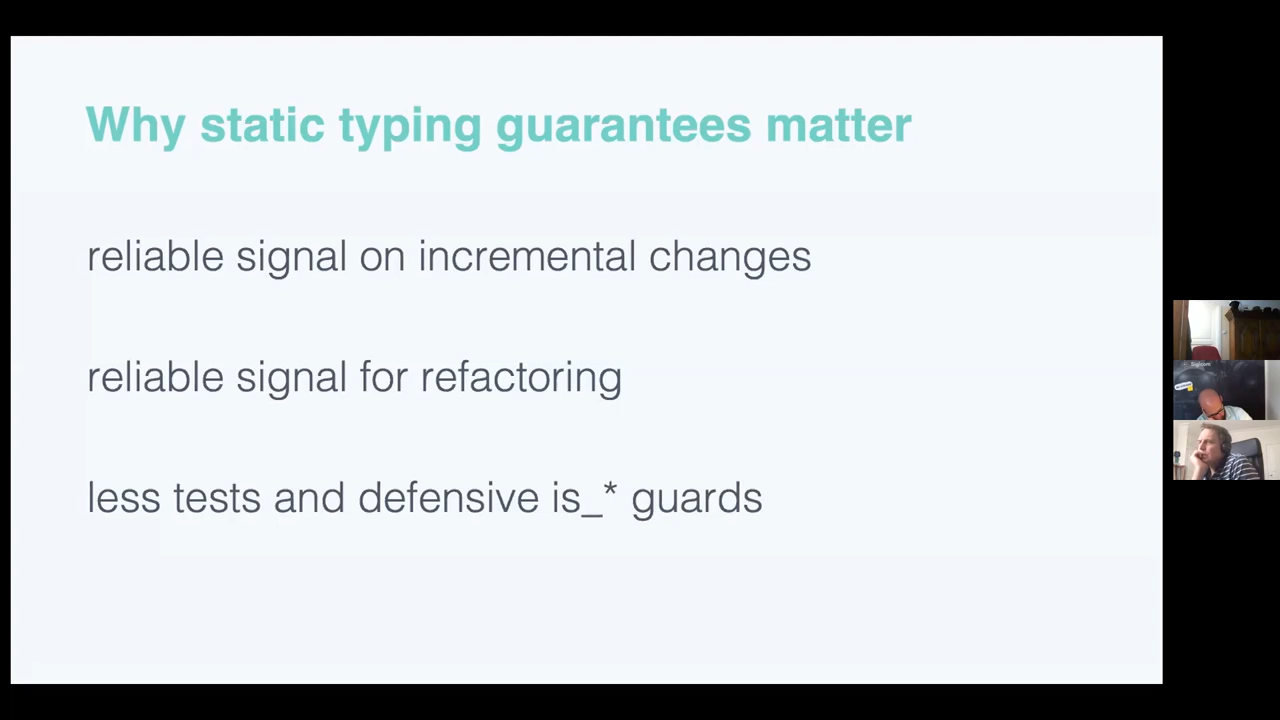 Why static typing guarantees matter
reliable signal on incremental changes
reliable signal for refactoring
less tests and defensive is_* guards